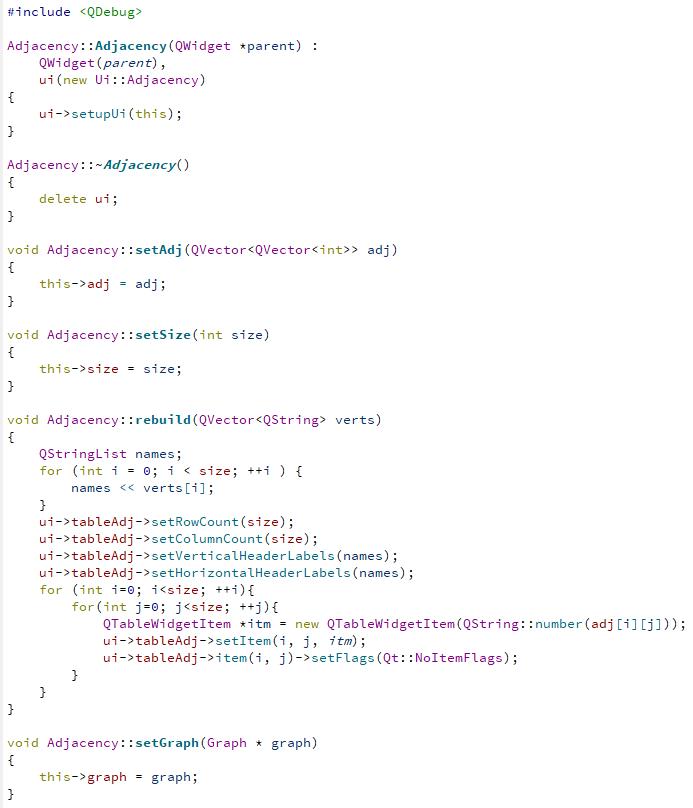 #include <QDebug>
Adjacency::Adjacency(QWidget *parent) :
    QWidget(parent),
    ui(new Ui::Adjacency)
{
    ui->setupUi(this);
}
Adjacency::~Adjacency()
{
    delete ui;
}
void Adjacency::setAdj(QVector<QVector<int>> adj)
{
    this->adj = adj;
}
void Adjacency::setSize(int size)
{
    this->size = size;
}
void Adjacency::rebuild(QVector<QString> verts)
{
    QStringList names;
    for (int i = 0; i < size; ++i ) {
        names << verts[i];
    }
    ui->tableAdj->setRowCount(size);
    ui->tableAdj->setColumnCount(size);
    ui->tableAdj->setVerticalHeaderLabels(names);
    ui->tableAdj->setHorizontalHeaderLabels(names);
    for (int i=0; i<size; ++i){
        for(int j=0; j<size; ++j){
            QTableWidgetItem *itm = new QTableWidgetItem(QString::number(adj[i][j]));
            ui->tableAdj->setItem(i, j, itm);
            ui->tableAdj->item(i, j)->setFlags(Qt::NoItemFlags);
        }
    }
}
void Adjacency::setGraph(Graph * graph)
{
    this->graph = graph;
}